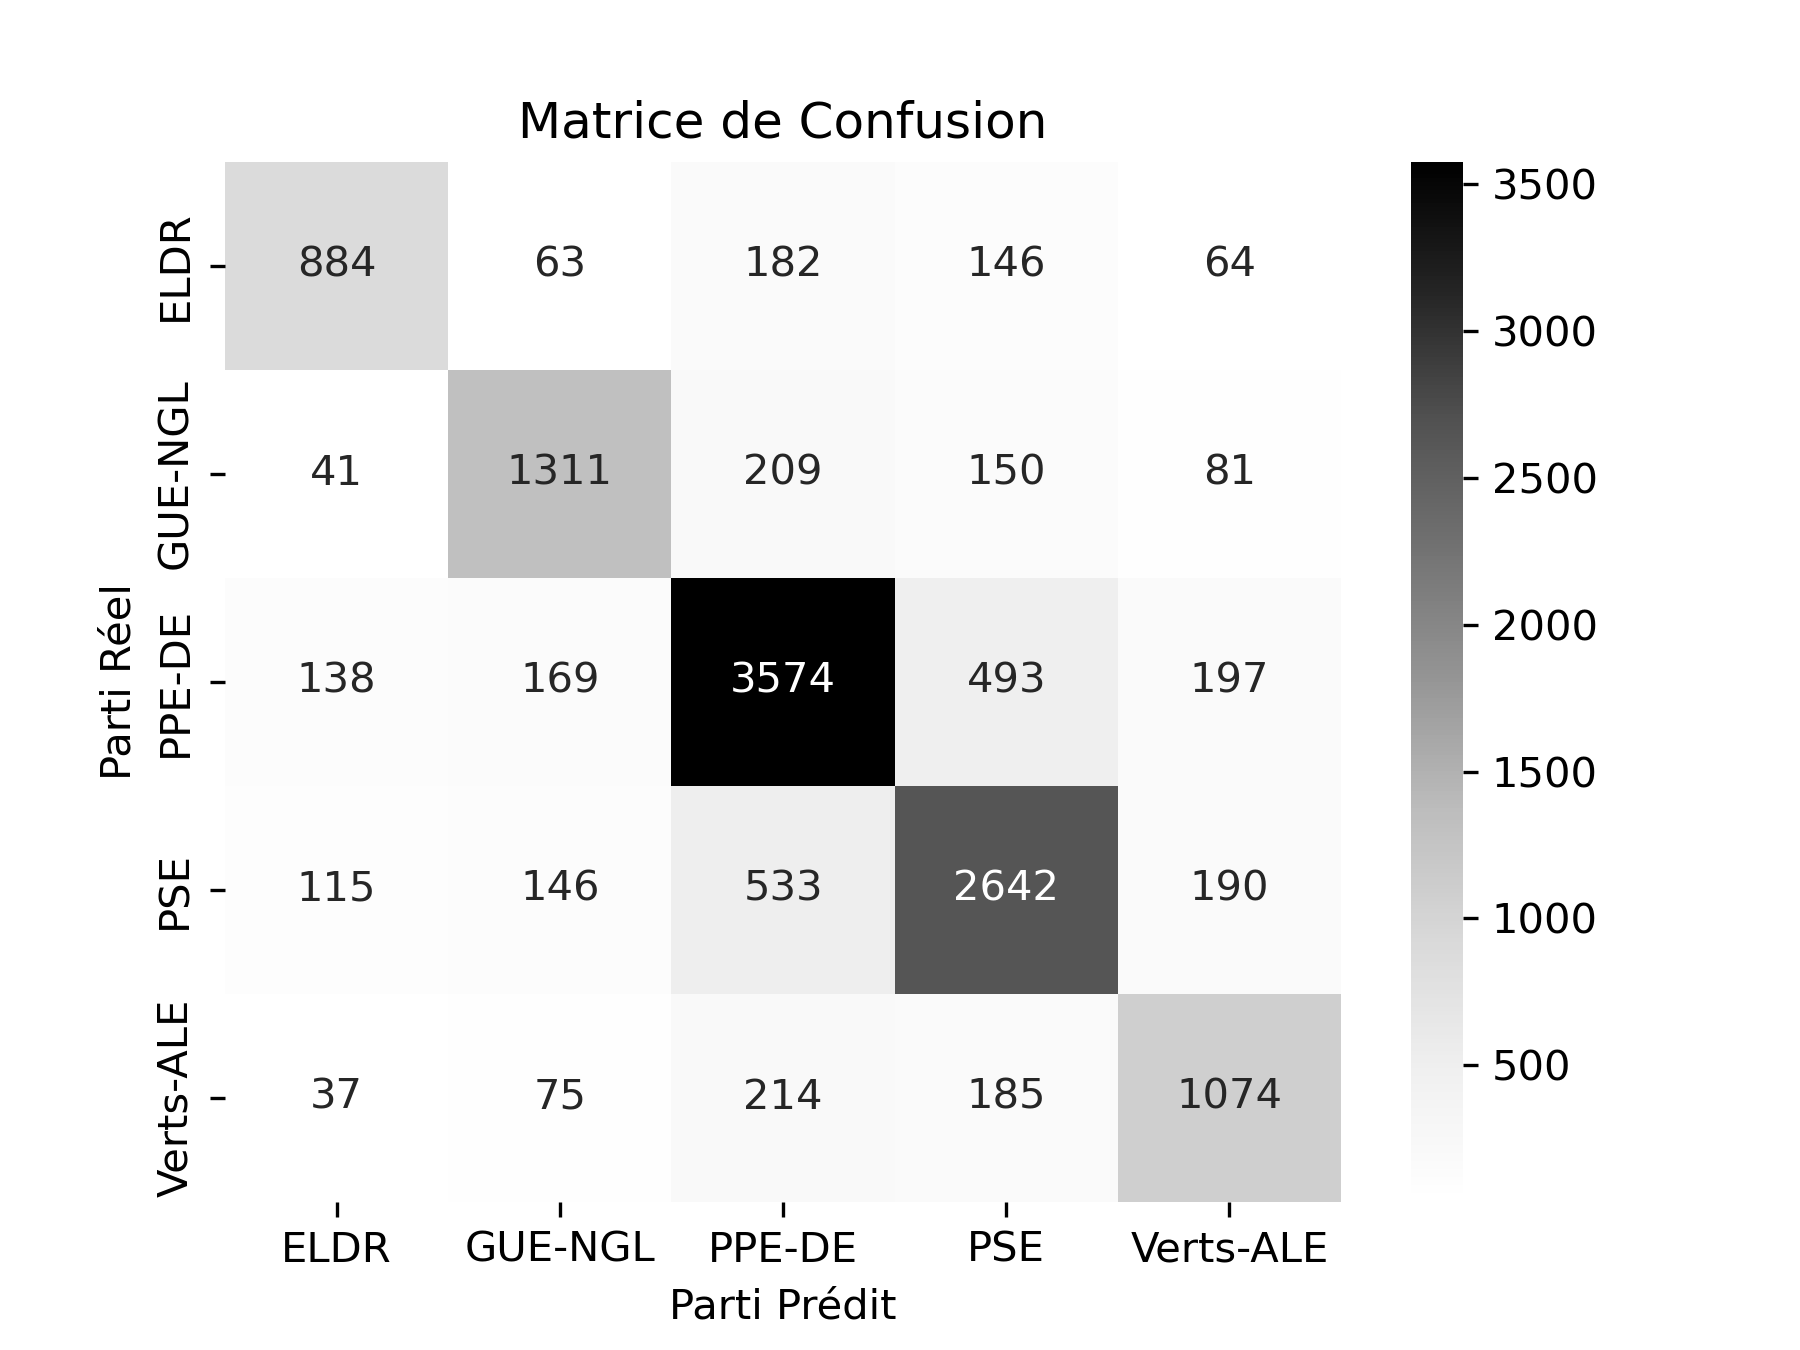 Matrice de Confusion
Parti Réel
ELDR 884 63 182 146 64
GUE-NGL 41 1311 209 150 81
PPE-DE 138 169 3574 493 197
PSE 115 146 533 2642 190
Verts-ALE 37 75 214 185 1074
ELDR GUE-NGL PPE-DE PSE Verts-ALE
Parti Prédit
3500
3000
2500
2000
1500
1000
500